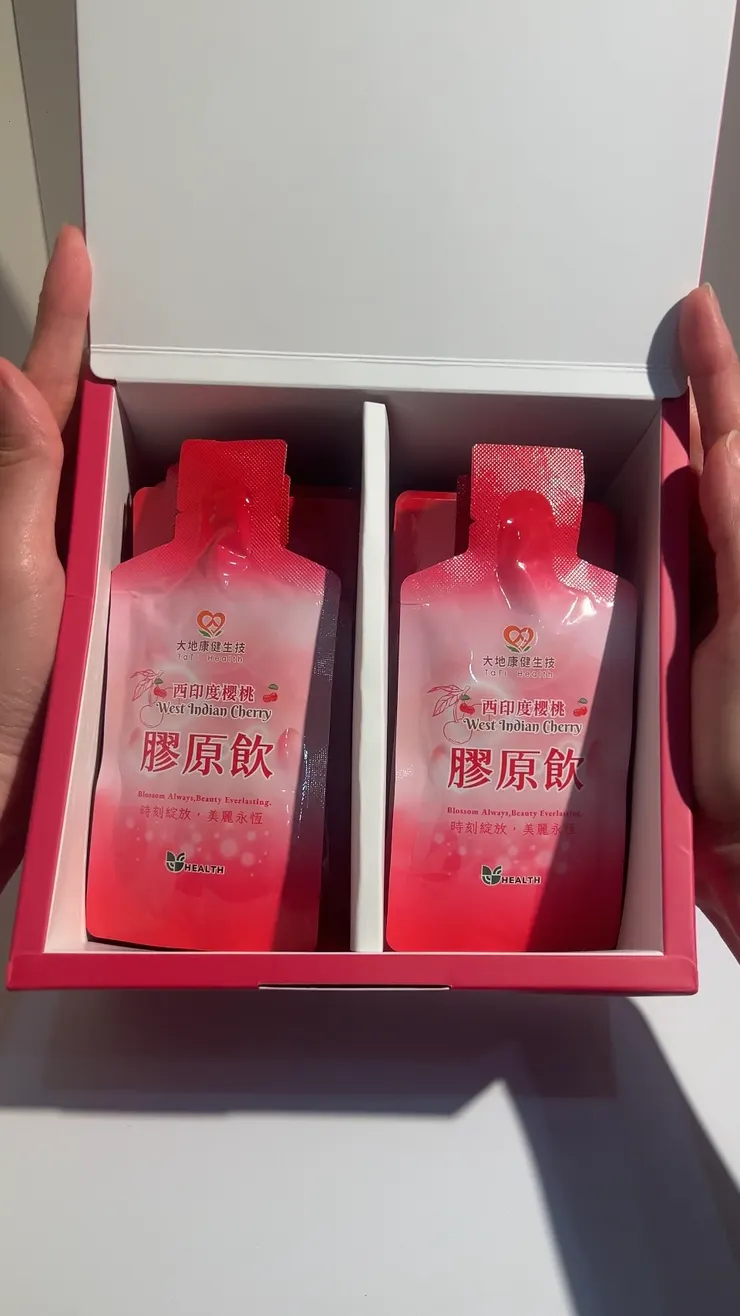 大地康健生技
Tafi Health
西印度櫻桃
West Indian Cherry
膠原飲
Blossom Always,Beauty Everlasting.
時刻綻放，美麗永恆
HEALTH
大地康健生技
Tafi Health
西印度櫻桃
West Indian Cherry
膠原飲
Blossom Always,Beauty Everlasting.
時刻綻放，美麗永恆
HEALTH